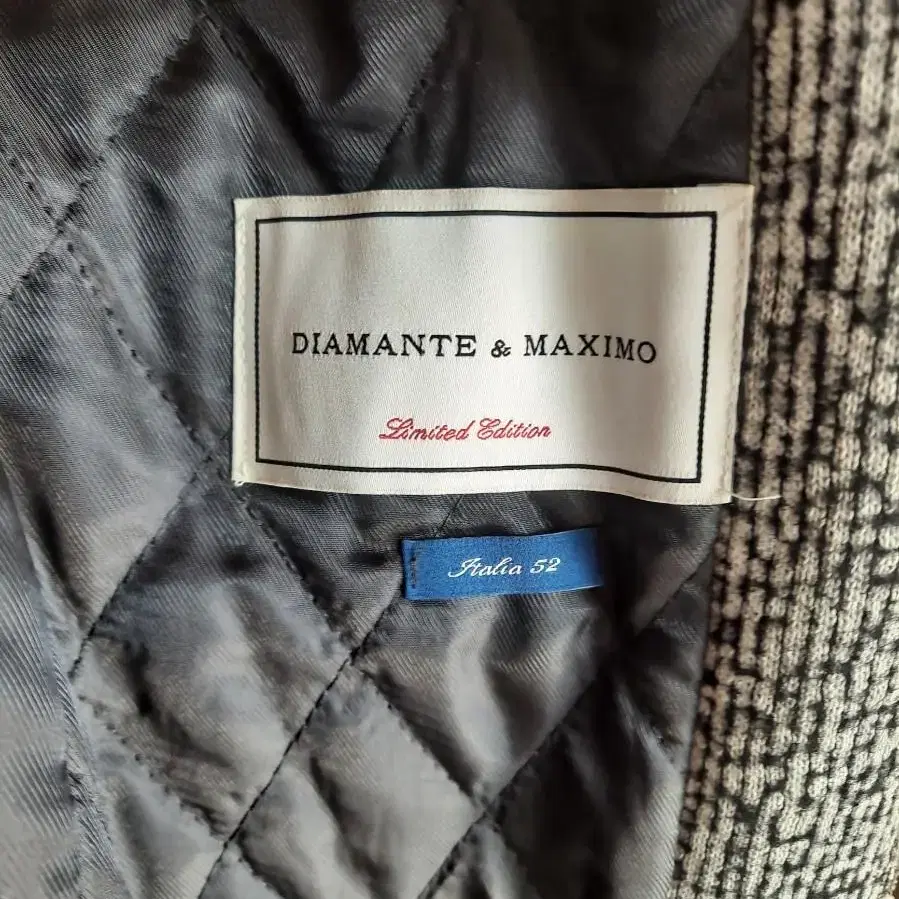 DIAMANTE & MAXIMO
Limited Edition
Italia 52